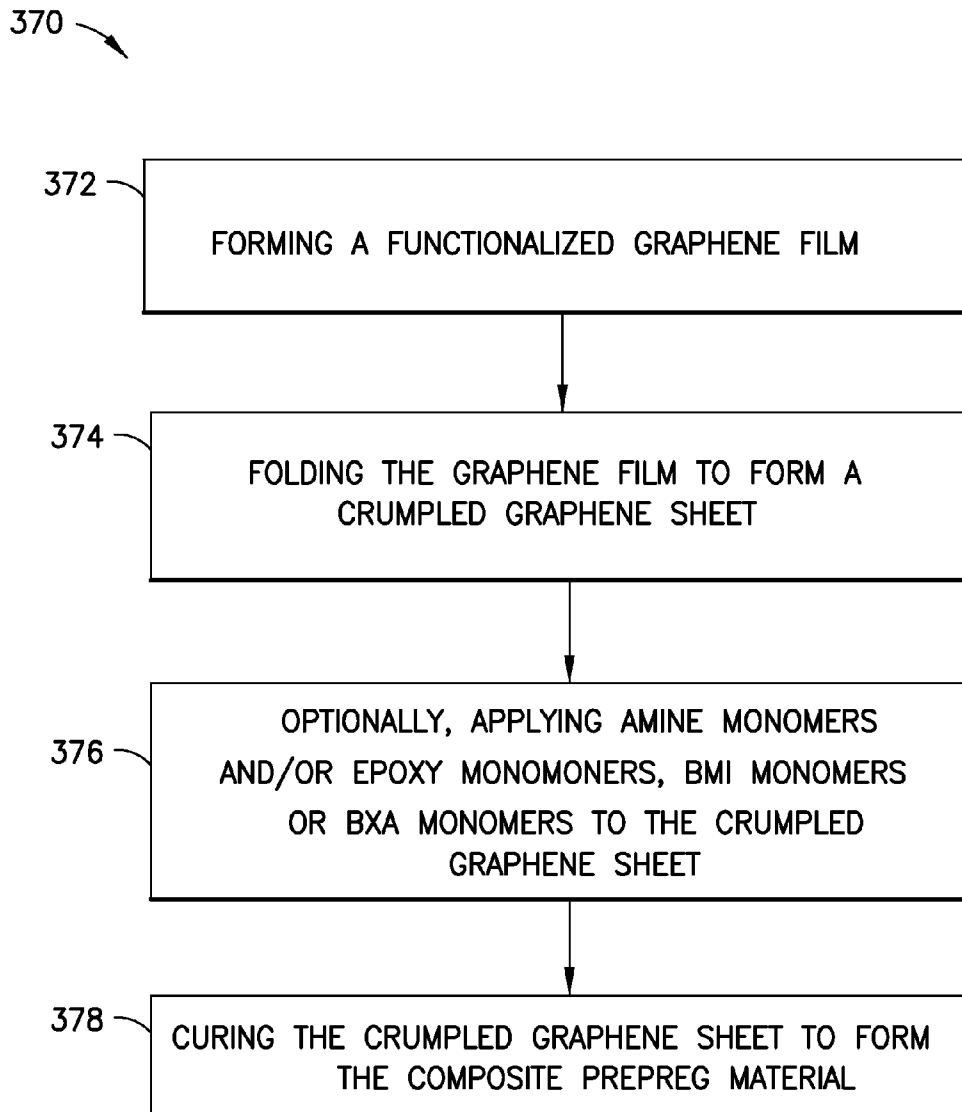 370
372
FORMING A FUNCTIONALIZED GRAPHENE FILM
374
FOLDING THE GRAPHENE FILM TO FORM A
CRUMPLED GRAPHENE SHEET
376
OPTIONALLY, APPLYING AMINE MONOMERS
AND/OR EPOXY MONOMONERS, BMI MONOMERS
OR BXA MONOMERS TO THE CRUMPLED
GRAPHENE SHEET
378
CURING THE CRUMPLED GRAPHENE SHEET TO FORM
THE COMPOSITE PREPREG MATERIAL